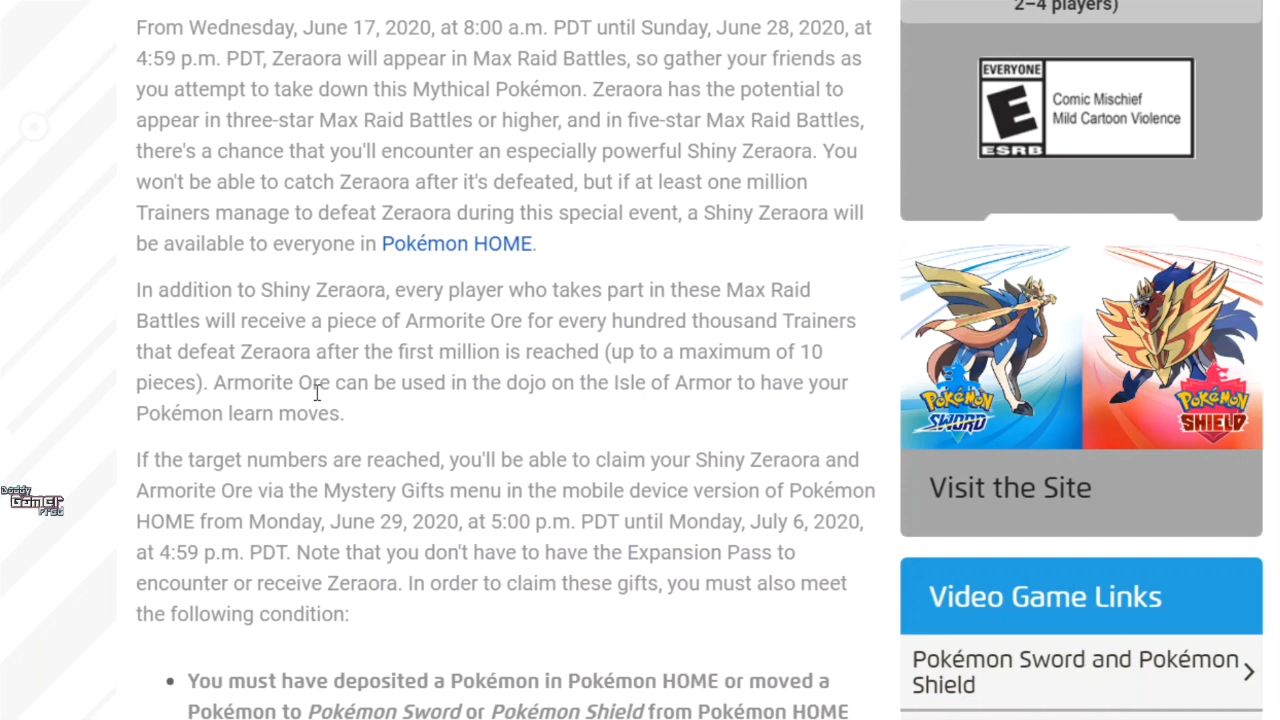 From Wednesday, June 17, 2020, at 8:00 a.m. PDT until Sunday, June 28, 2020, at
4:59 p.m. PDT, Zeraora will appear in Max Raid Battles, so gather your friends as
you attempt to take down this Mythical Pokémon. Zeraora has the potential to
appear in three-star Max Raid Battles or higher, and in five-star Max Raid Battles,
there's a chance that you'll encounter an especially powerful Shiny Zeraora. You
won't be able to catch Zeraora after it's defeated, but if at least one million
Trainers manage to defeat Zeraora during this special event, a Shiny Zeraora will
be available to everyone in Pokémon HOME.
In addition to Shiny Zeraora, every player who takes part in these Max Raid
Battles will receive a piece of Armorite Ore for every hundred thousand Trainers
that defeat Zeraora after the first million is reached (up to a maximum of 10
pieces). Armorite Ore can be used in the dojo on the Isle of Armor to have your
Pokémon learn moves.
If the target numbers are reached, you'll be able to claim your Shiny Zeraora and
Armorite Ore via the Mystery Gifts menu in the mobile device version of Pokémon
HOME from Monday, June 29, 2020, at 5:00 p.m. PDT until Monday, July 6, 2020,
at 4:59 p.m. PDT. Note that you don't have to have the Expansion Pass to
encounter or receive Zeraora. In order to claim these gifts, you must also meet
the following condition:
• You must have deposited a Pokémon in Pokémon HOME or moved a
Pokémon to Pokémon Sword or Pokémon Shield from Pokémon HOME
2–4 players)
EVERYONE
E
ESRB
Comic Mischief
Mild Cartoon Violence
Pokémon
SWORD
Pokémon
SHIELD
Visit the Site
Video Game Links
Pokémon Sword and Pokémon
Shield
Daddy
Gamer
Fred